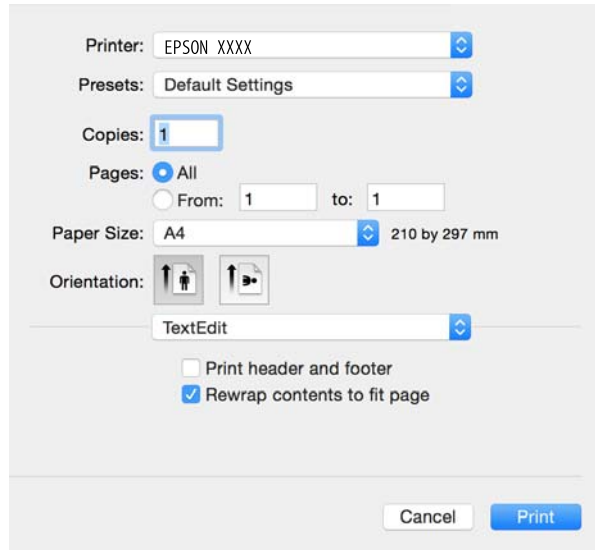 Printer: EPSON XXXX
Presets: Default Settings
Copies: 1
Pages: All
From: 1 to: 1
Paper Size: A4 210 by 297 mm
Orientation:
TextEdit
Print header and footer
Rewrap contents to fit page
Cancel Print